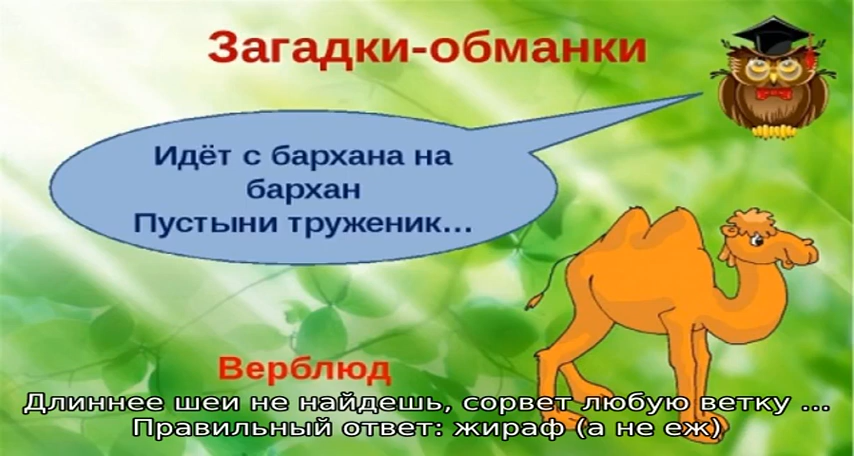 Загадки-обманки
Идёт с бархана на
бархан
Пустыни труженик...
Верблюд
Длиннее шеи не найдешь, сорвет любую ветку ...
Правильный ответ: жираф (а не еж)